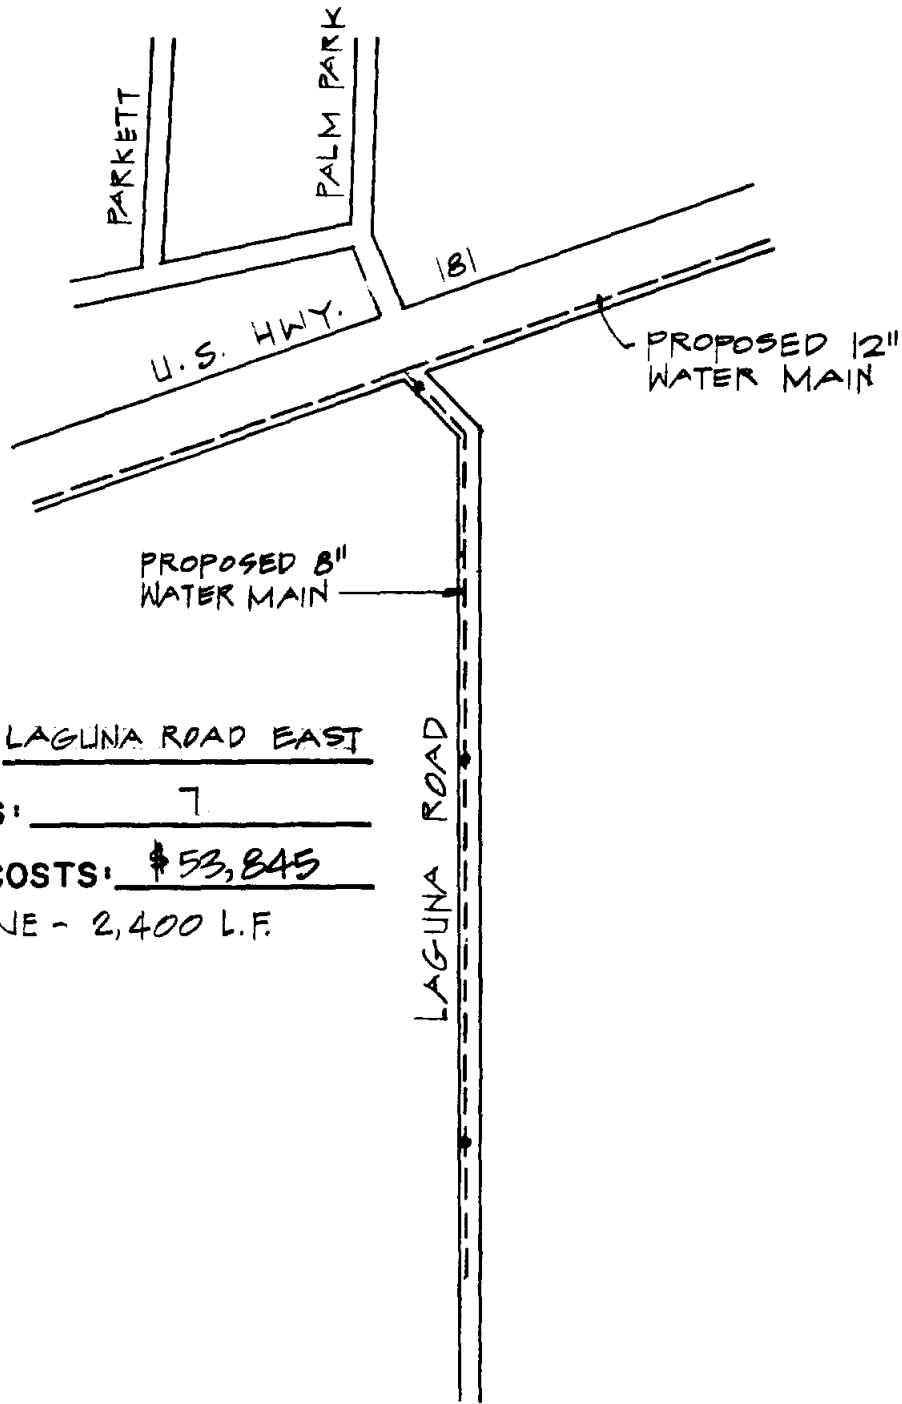 PARKETT
PALM PARK
U.S. HWY. 181
PROPOSED 12"
WATER MAIN
PROPOSED 8"
WATER MAIN
LAGUNA ROAD
LAGUNA ROAD EAST
S: 7
COSTS: $53,845
NE - 2,400 L.F.